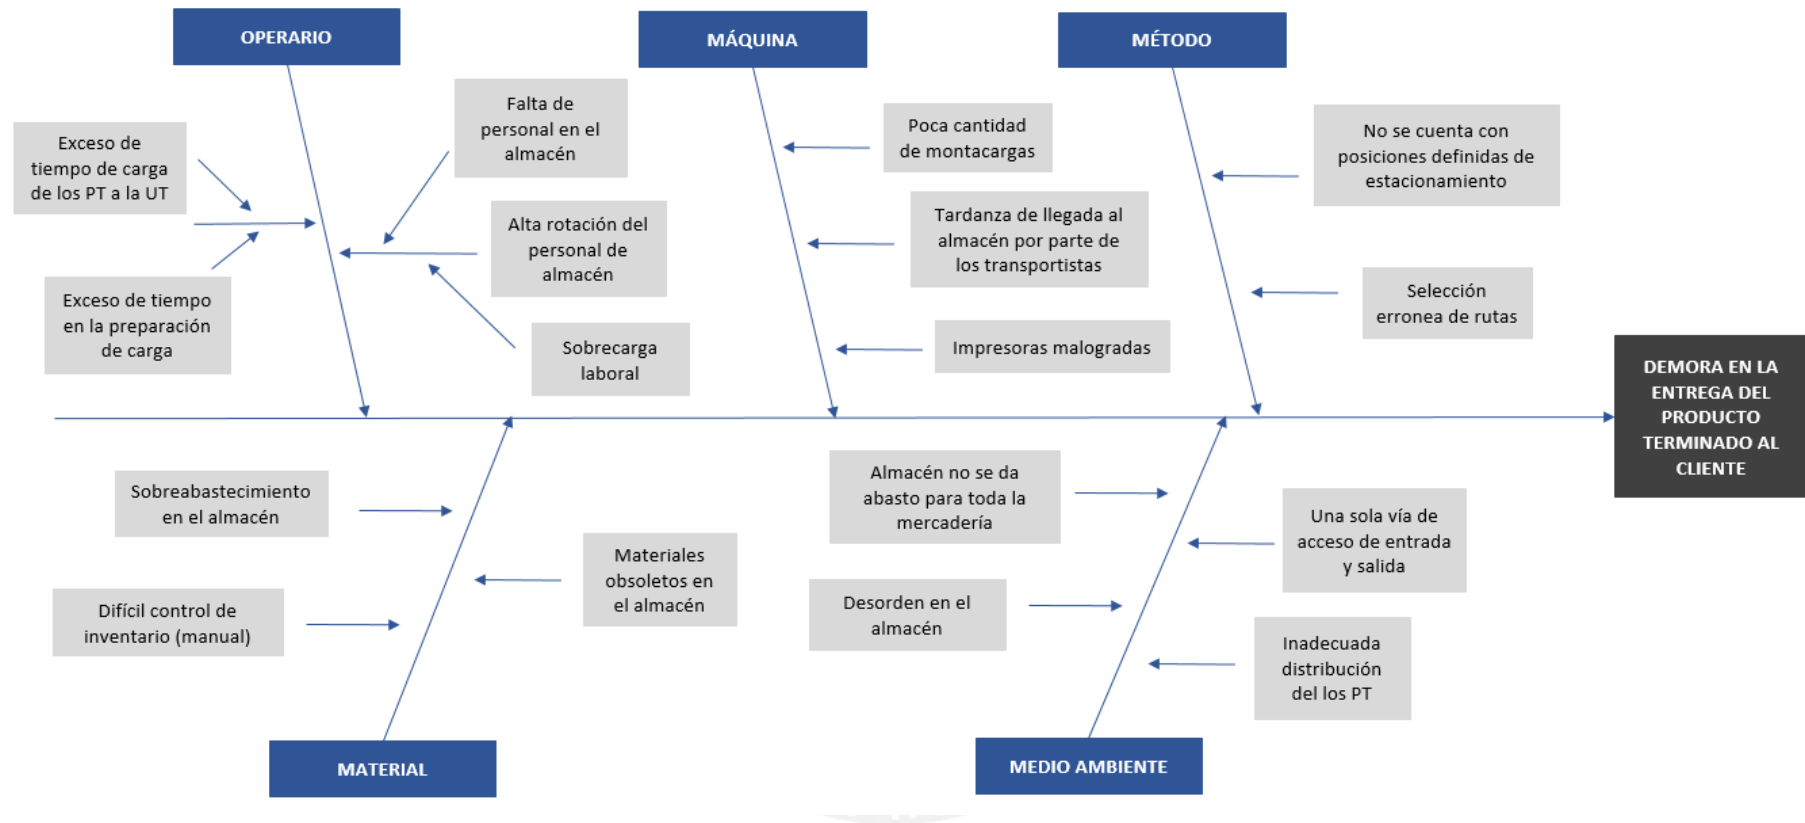 OPERARIO
MÁQUINA
MÉTODO
Exceso de
tiempo de carga
de los PT a la UT
Falta de
personal en el
almacén
Alta rotación del
personal de
almacén
Exceso de tiempo
en la preparación
de carga
Sobrecarga
laboral
Poca cantidad
de montacargas
Tardanza de llegada al
almacén por parte de
los transportistas
Impresoras malogradas
No se cuenta con
posiciones definidas de
estacionamiento
Selección
erronea de rutas
DEMORA EN LA
ENTREGA DEL
PRODUCTO
TERMINADO AL
CLIENTE
Sobreabastecimiento
en el almacén
Materiales
obsoletos en
el almacén
Difícil control de
inventario (manual)
Almacén no se da
abasto para toda la
mercadería
Una sola vía de
acceso de entrada
y salida
Desorden en el
almacén
Inadecuada
distribución
del los PT
MATERIAL
MEDIO AMBIENTE